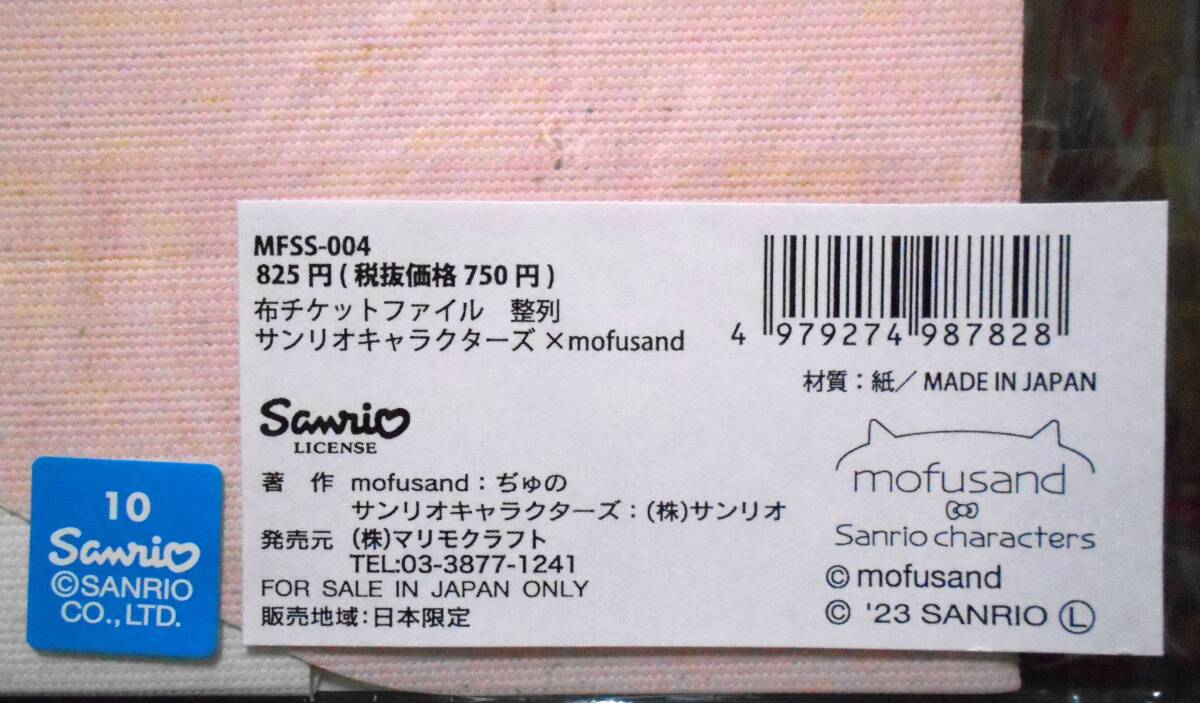 MFSS-004
825円(税抜価格750円)
布チケットファイル 整列
サンリオキャラクターズ×mofusand
4 979274 987828
材質:紙/MADE IN JAPAN
Sanrio
LICENSE
著 作 mofusand:ぢゅの
サンリオキャラクターズ:(株)サンリオ
発売元 (株)マリモクラフト
TEL:03-3877-1241
FOR SALE IN JAPAN ONLY
販売地域:日本限定
mofusand
Sanrio characters
© mofusand
© '23 SANRIO Ⓛ
10
Sanrio
©SANRIO
CO.,LTD.